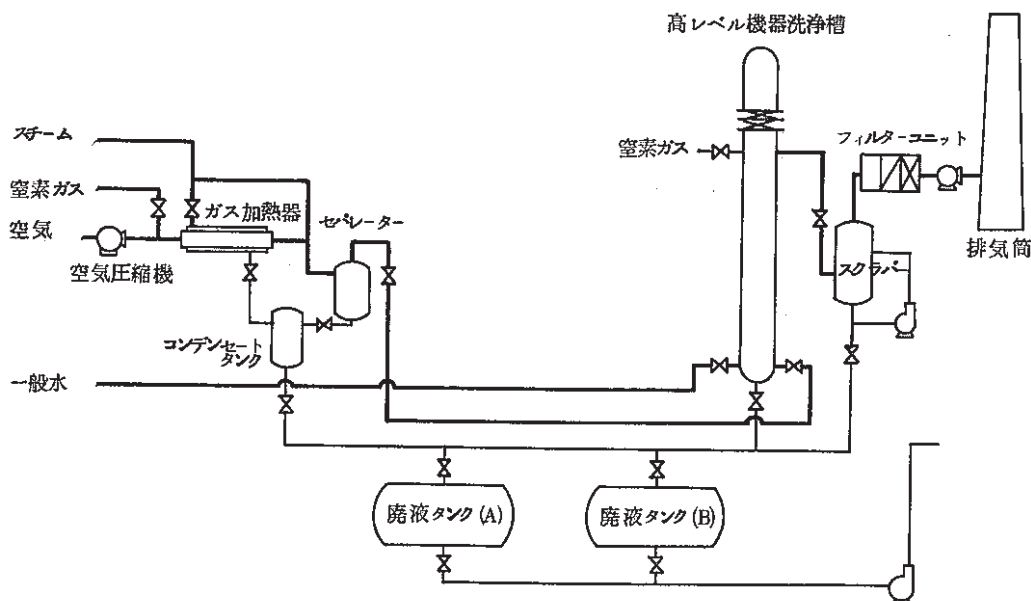 高レベル機器洗浄槽
スチーム
窒素ガス
フィルターユニット
窒素ガス
ガス加熱器
セパレーター
空気
空気圧縮機
スクラバー
排気筒
コンデンセート
タンク
一般水
廃液タンク(A)
廃液タンク(B)